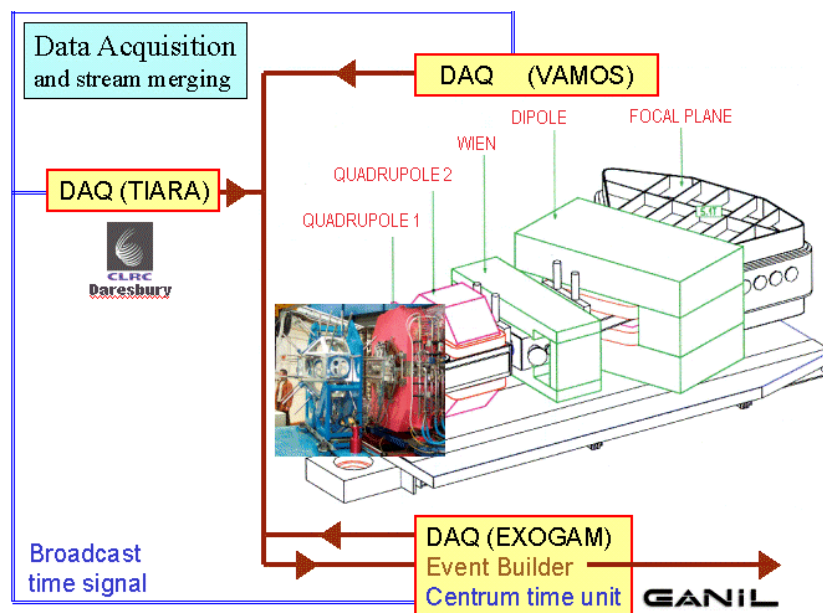 Data Acquisition
and stream merging
DAQ (VAMOS)
DIPOLE
FOCAL PLANE
WIEN
DAQ (TIARA)
QUADRUPOLE 2
QUADRUPOLE 1
CLRC
Daresbury
DAQ (EXOGAM)
Event Builder
Centrum time unit
Broadcast
time signal
GANIL